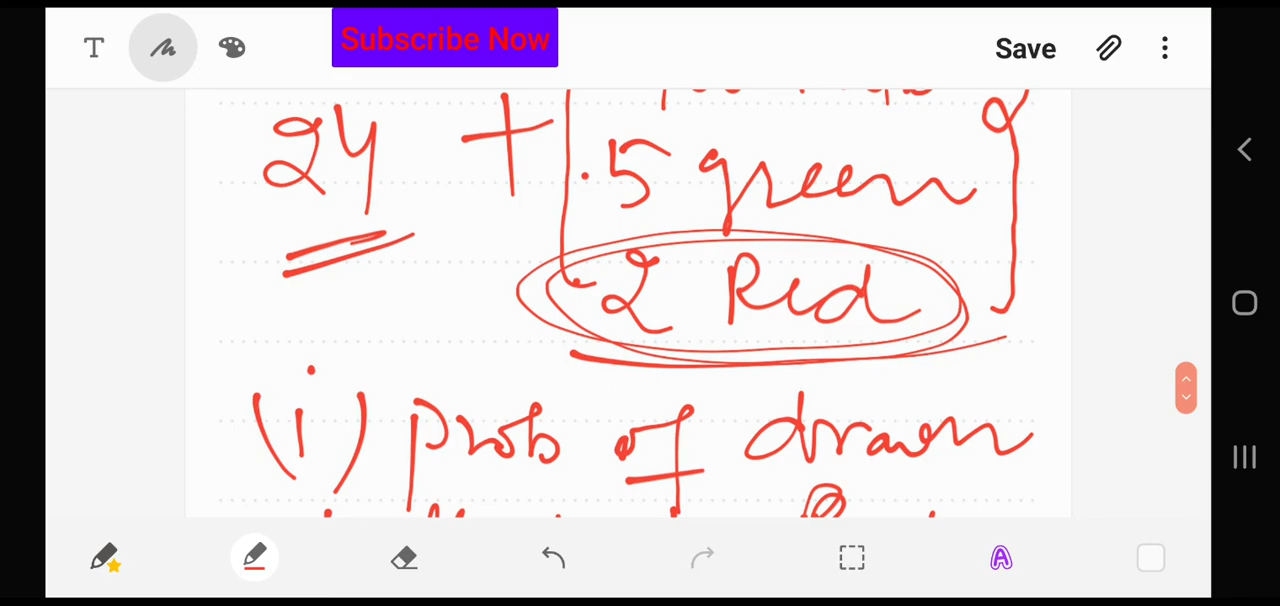 T
Subscribe Now
Save
24 + .5 green
.2 Red
(i) prob of drawn
A